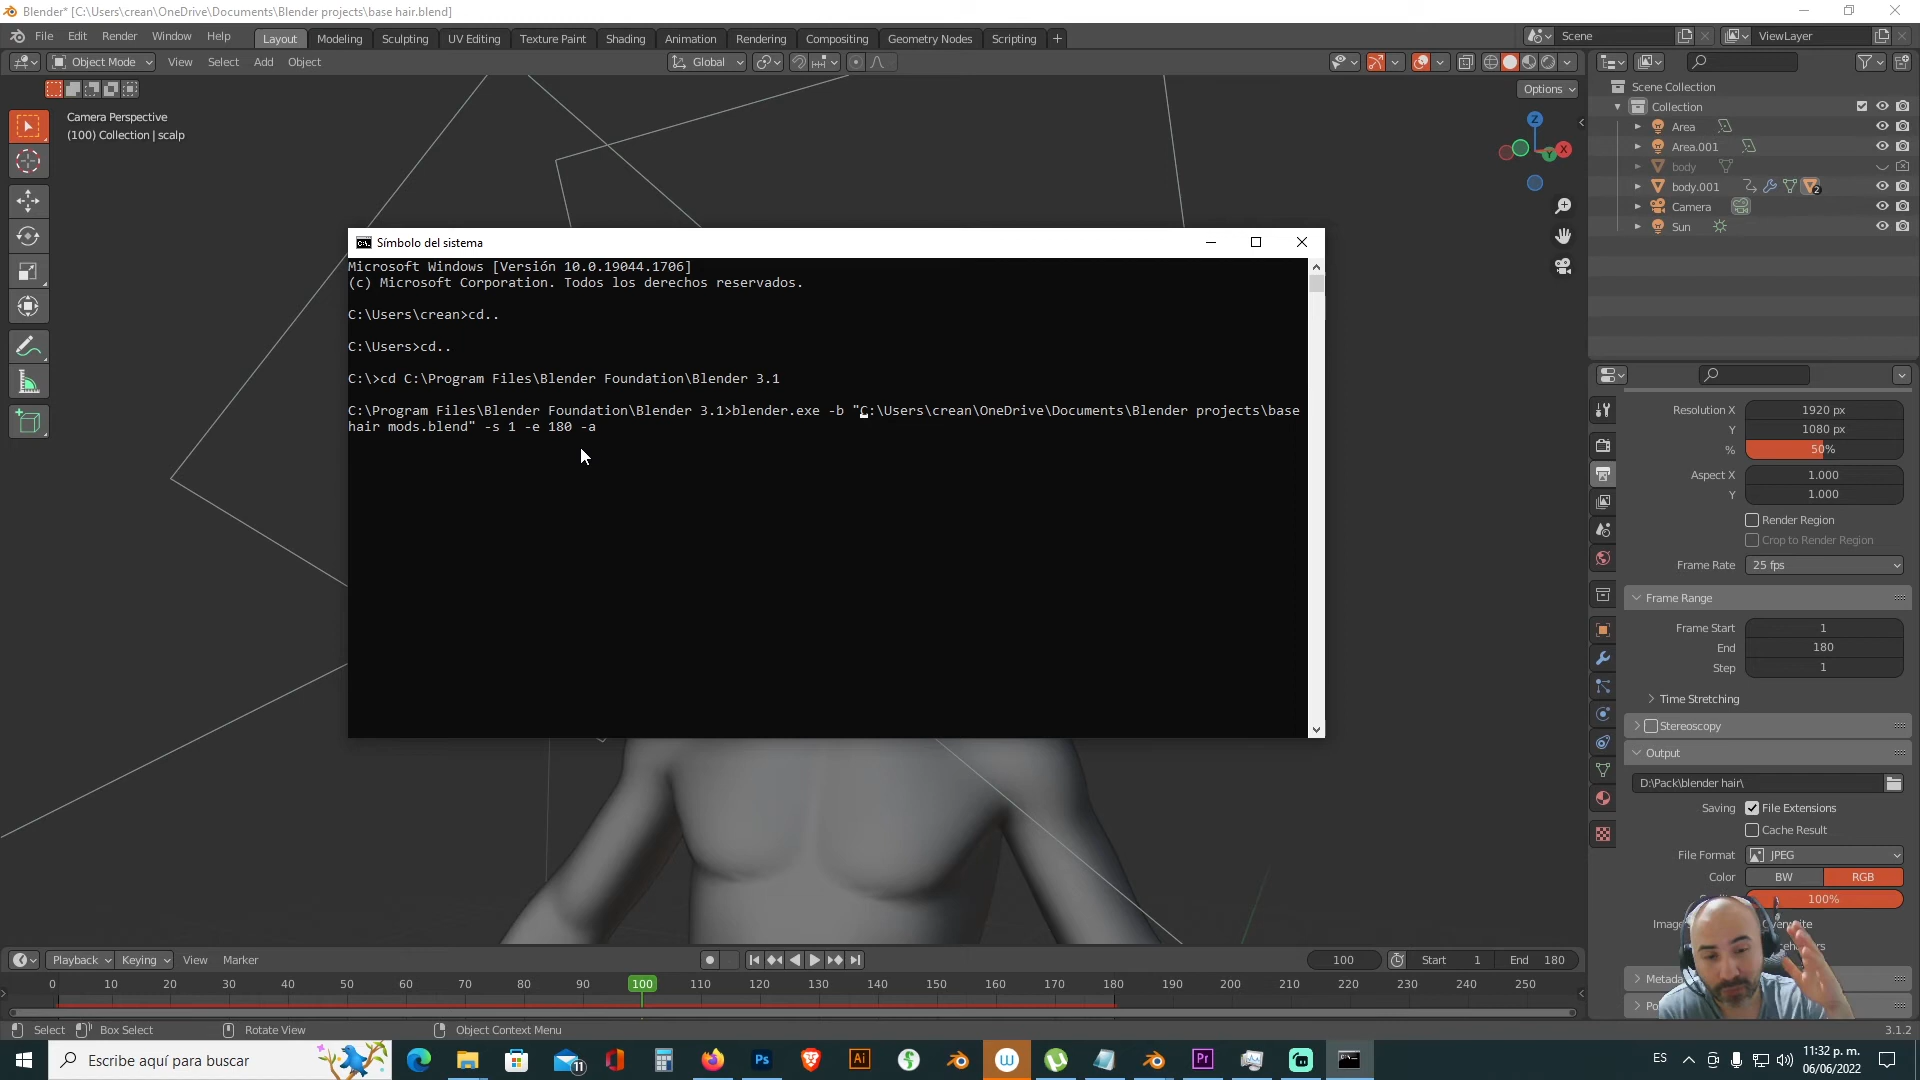 Blender* [C:\Users\crean\OneDrive\Documents\Blender projects\base hair.blend]
File Edit Render Window Help Layout Modeling Sculpting UV Editing Texture Paint Shading Animation Rendering Compositing Geometry Nodes Scripting + Scene ViewLayer
Object Mode View Select Add Object Global
Options
Camera Perspective
(100) Collection | scalp
Z
X
Y
Scene Collection
Collection
Area
Area.001
body
body.001 2
Camera
Sun
Símbolo del sistema
Microsoft Windows [Versión 10.0.19044.1706]
(c) Microsoft Corporation. Todos los derechos reservados.
C:\Users\crean>cd..
C:\Users>cd..
C:\>cd C:\Program Files\Blender Foundation\Blender 3.1
C:\Program Files\Blender Foundation\Blender 3.1>blender.exe -b "C:\Users\crean\OneDrive\Documents\Blender projects\base
hair mods.blend" -s 1 -e 180 -a
Resolution X 1920 px
Y 1080 px
% 50%
Aspect X 1.000
Y 1.000
Render Region
Crop to Render Region
Frame Rate 25 fps
Frame Range
Frame Start 1
End 180
Step 1
Time Stretching
Stereoscopy
Output
D:\Pack\blender hair\
Saving File Extensions
Cache Result
File Format JPEG
Color BW RGB
100%
Playback Keying View Marker 100 Start 1 End 180
0 10 20 30 40 50 60 70 80 90 100 110 120 130 140 150 160 170 180 190 200 210 220 230 240 250
Select Box Select Rotate View Object Context Menu 3.1.2
Escribe aquí para buscar 11 Ps Ai Pr ES 11:32 p. m.
06/06/2022